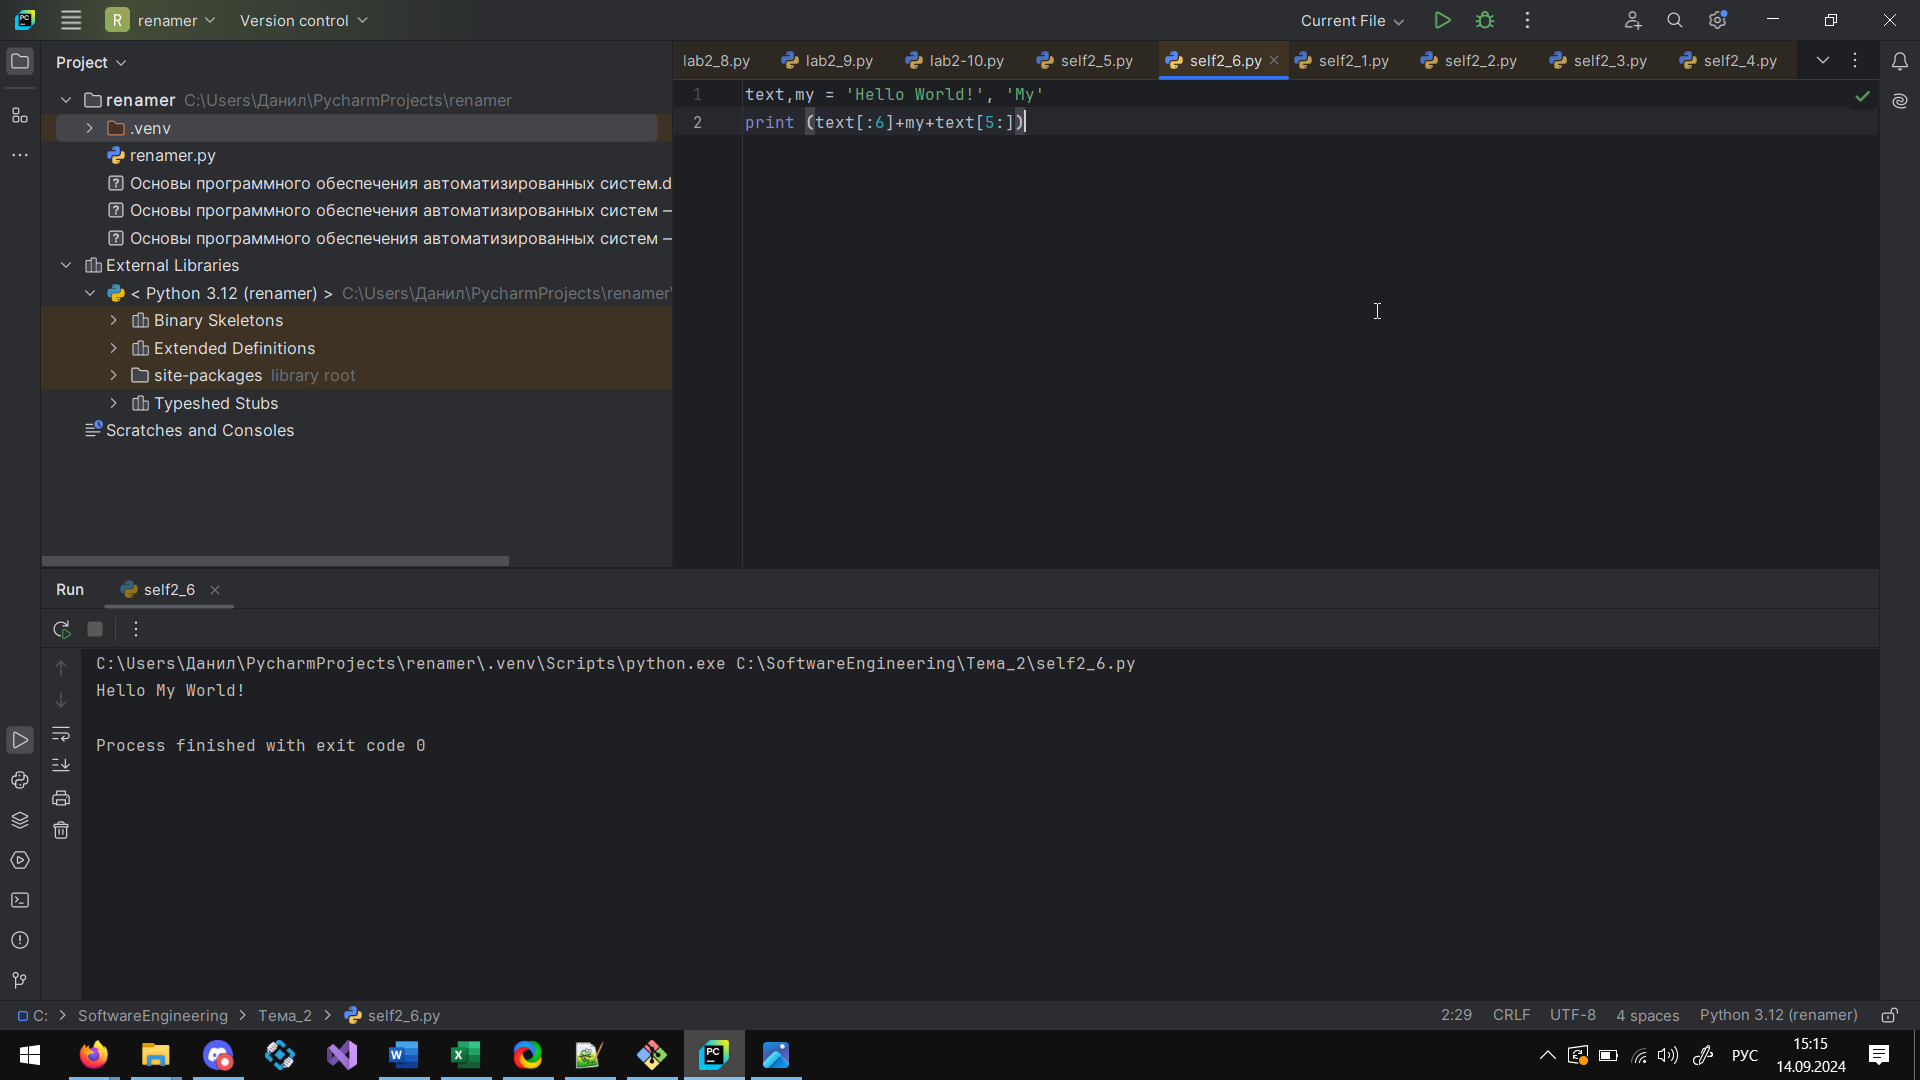 R renamer Version control Current File
Project
lab2_8.py lab2_9.py lab2-10.py self2_5.py self2_6.py self2_1.py self2_2.py self2_3.py self2_4.py
renamer C:\Users\Данил\PycharmProjects\renamer
.venv
renamer.py
Основы программного обеспечения автоматизированных систем.d
Основы программного обеспечения автоматизированных систем –
Основы программного обеспечения автоматизированных систем –
External Libraries
< Python 3.12 (renamer) > C:\Users\Данил\PycharmProjects\renamer\
Binary Skeletons
Extended Definitions
site-packages library root
Typeshed Stubs
Scratches and Consoles
1 text,my = 'Hello World!', 'My'
2 print (text[:6]+my+text[5:])
Run self2_6
C:\Users\Данил\PycharmProjects\renamer\.venv\Scripts\python.exe C:\SoftwareEngineering\Тема_2\self2_6.py
Hello My World!
Process finished with exit code 0
C: > SoftwareEngineering > Тема_2 > self2_6.py
2:29 CRLF UTF-8 4 spaces Python 3.12 (renamer)
РУС
15:15
14.09.2024